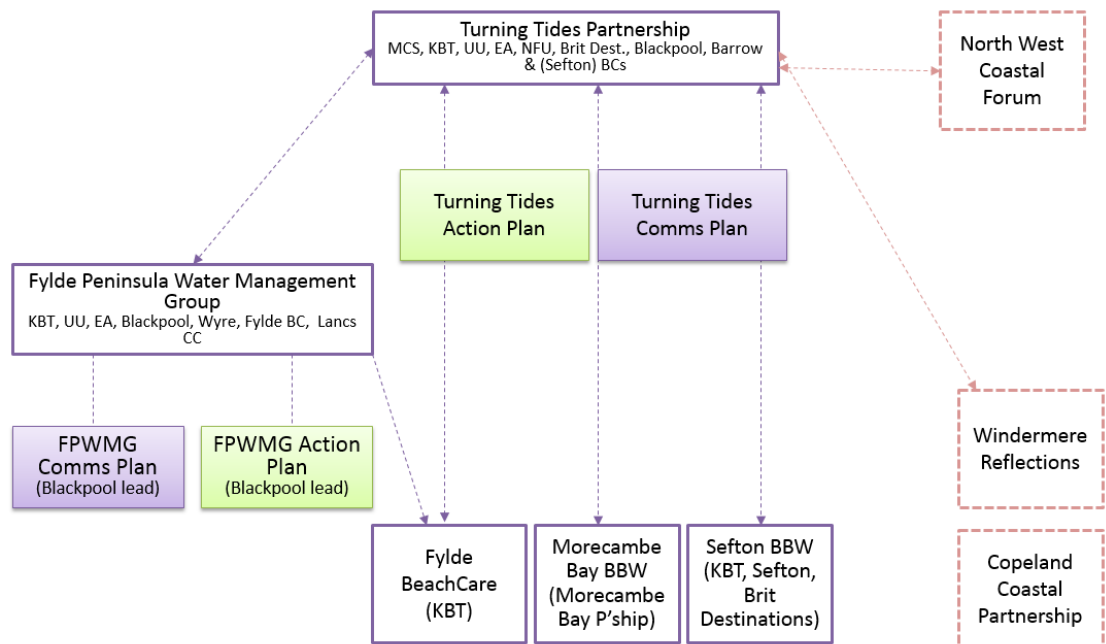 Turning Tides Partnership
MCS, KBT, UU, EA, NFU, Brit Dest., Blackpool, Barrow
& (Sefton) BCs
North West
Coastal
Forum
Turning Tides
Action Plan
Turning Tides
Comms Plan
Fylde Peninsula Water Management
Group
KBT, UU, EA, Blackpool, Wyre, Fylde BC, Lancs
CC
FPWMG
Comms Plan
(Blackpool lead)
FPWMG Action
Plan
(Blackpool lead)
Windermere
Reflections
Fylde
BeachCare
(KBT)
Morecambe
Bay BBW
(Morecambe
Bay P’ship)
Sefton BBW
(KBT, Sefton,
Brit
Destinations)
Copeland
Coastal
Partnership